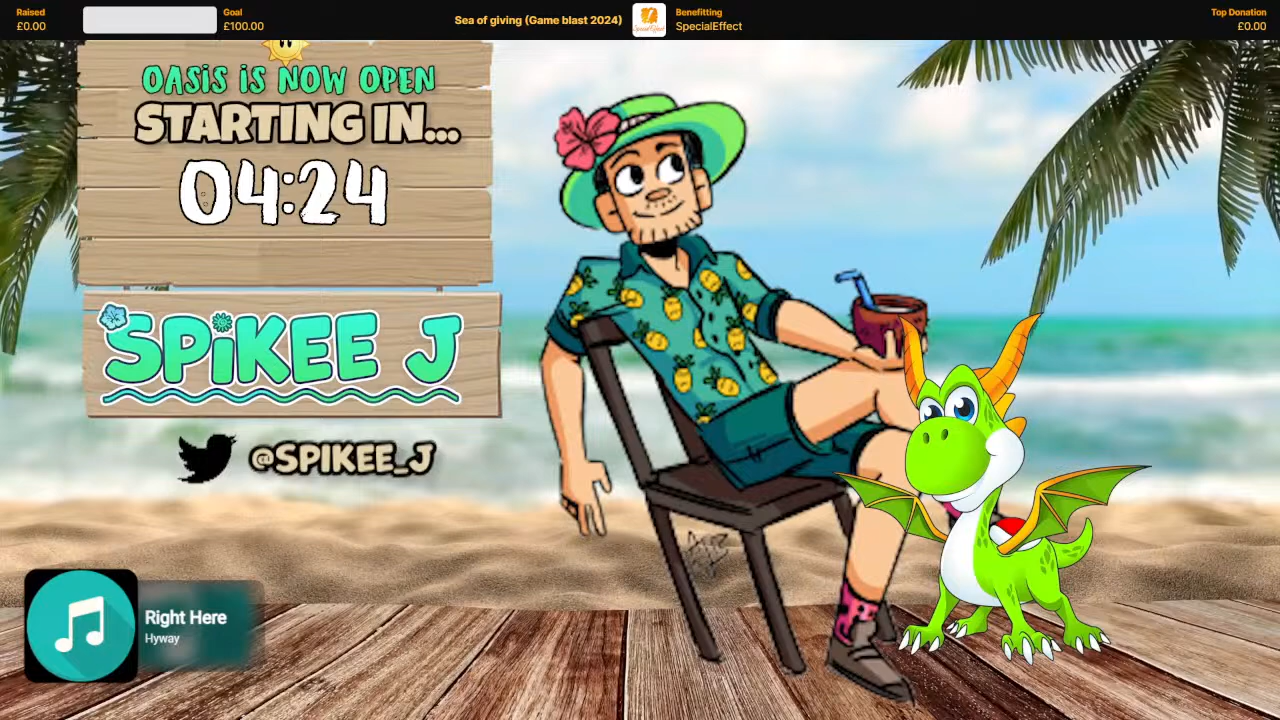 Raised
£0.00
Goal
£100.00
Sea of giving (Game blast 2024)
SpecialEffect
Benefitting
SpecialEffect
Top Donation
£0.00
OASiS iS NOW OPEN
STARTING IN...
04:24
SPiKEE J
@SPIKEE_J
Right Here
Hyway